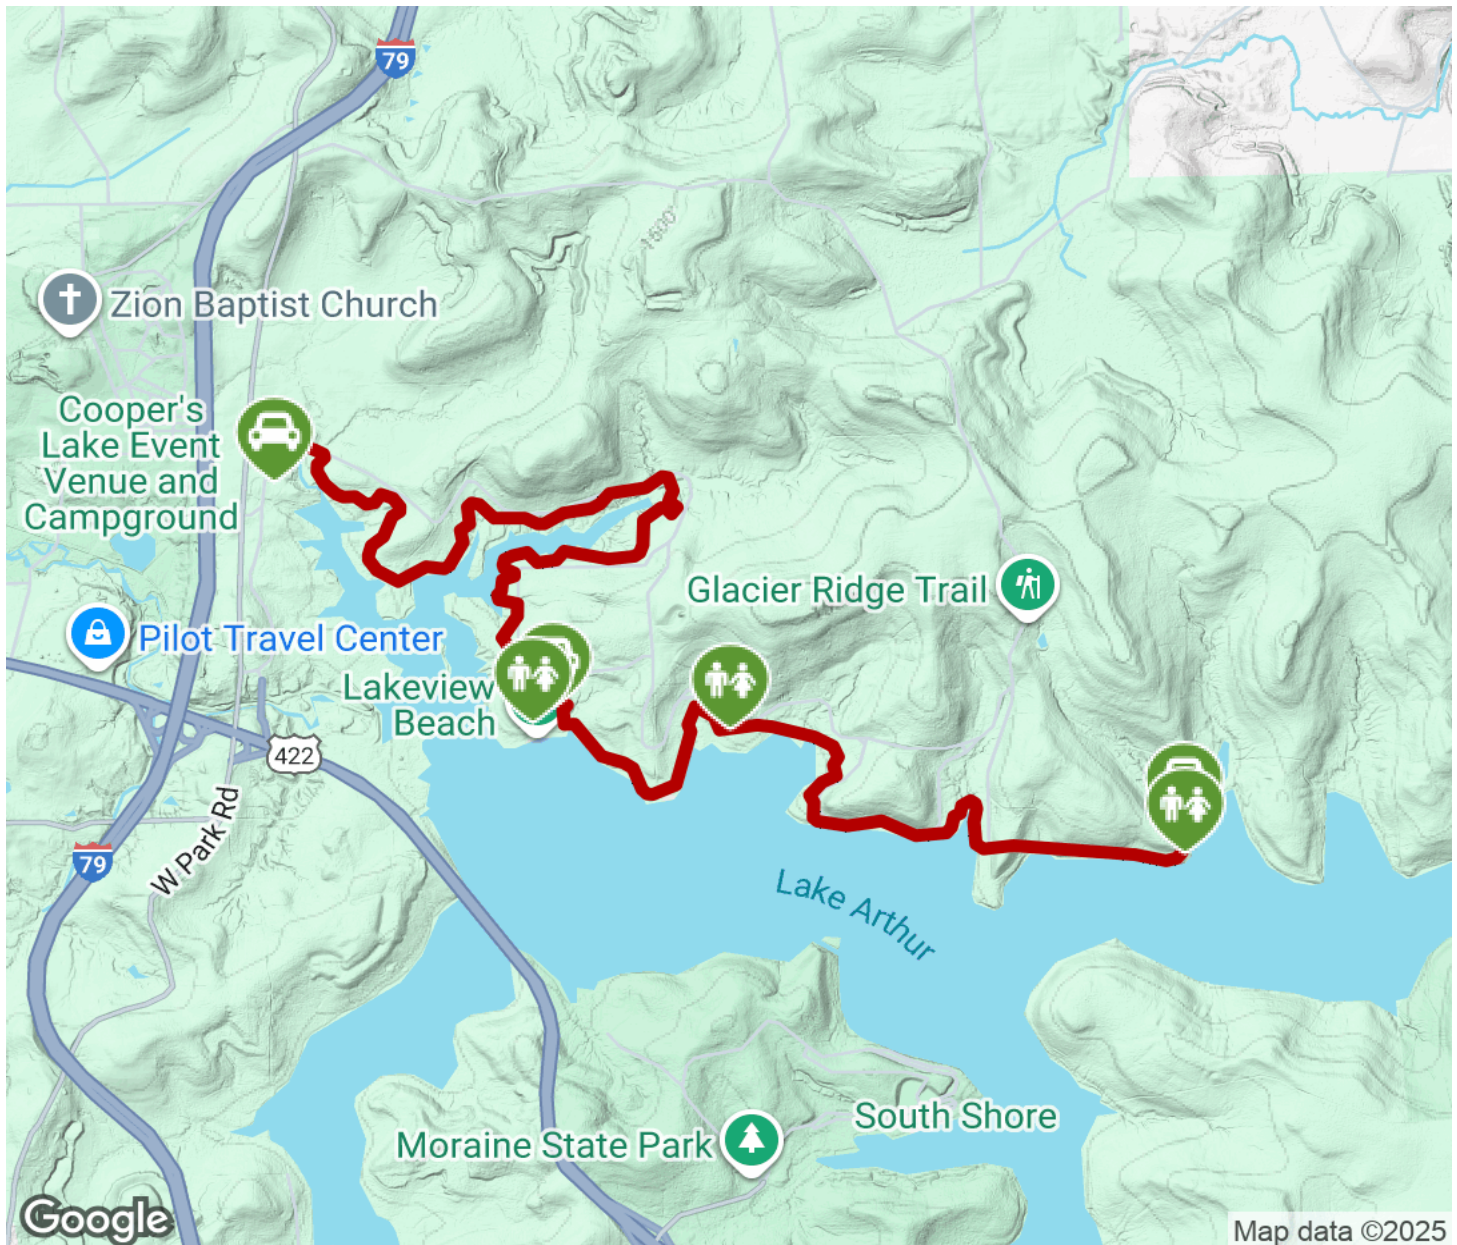 79
1600'
Zion Baptist Church
Cooper's
Lake Event
Venue and
Campground
Glacier Ridge Trail
Pilot Travel Center
Lakeview
Beach
422
W Park Rd
79
Lake Arthur
South Shore
Moraine State Park
Google
Map data ©2025